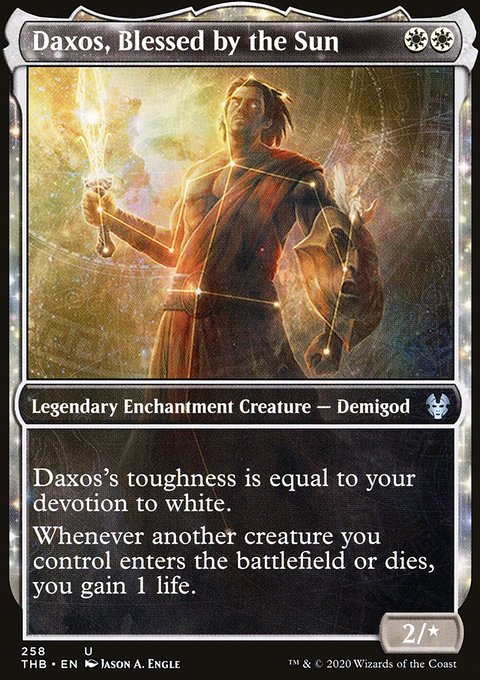 Daxos, Blessed by the Sun
Legendary Enchantment Creature — Demigod
Daxos's toughness is equal to your
devotion to white.
Whenever another creature you
control enters the battlefield or dies,
you gain 1 life.
2/★
258 U
THB • EN Jason A. Engle
™ & © 2020 Wizards of the Coast